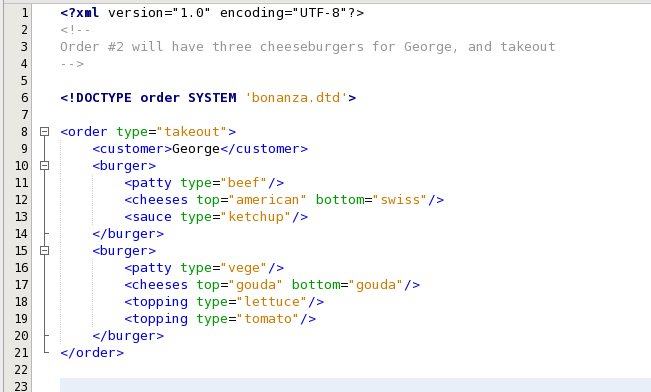 1 <?xml version="1.0" encoding="UTF-8"?>
2 <!--
3 Order #2 will have three cheeseburgers for George, and takeout
4 -->
5
6 <!DOCTYPE order SYSTEM 'bonanza.dtd'>
7
8 <order type="takeout">
9     <customer>George</customer>
10     <burger>
11         <patty type="beef"/>
12         <cheeses top="american" bottom="swiss"/>
13         <sauce type="ketchup"/>
14     </burger>
15     <burger>
16         <patty type="vege"/>
17         <cheeses top="gouda" bottom="gouda"/>
18         <topping type="lettuce"/>
19         <topping type="tomato"/>
20     </burger>
21 </order>
22
23